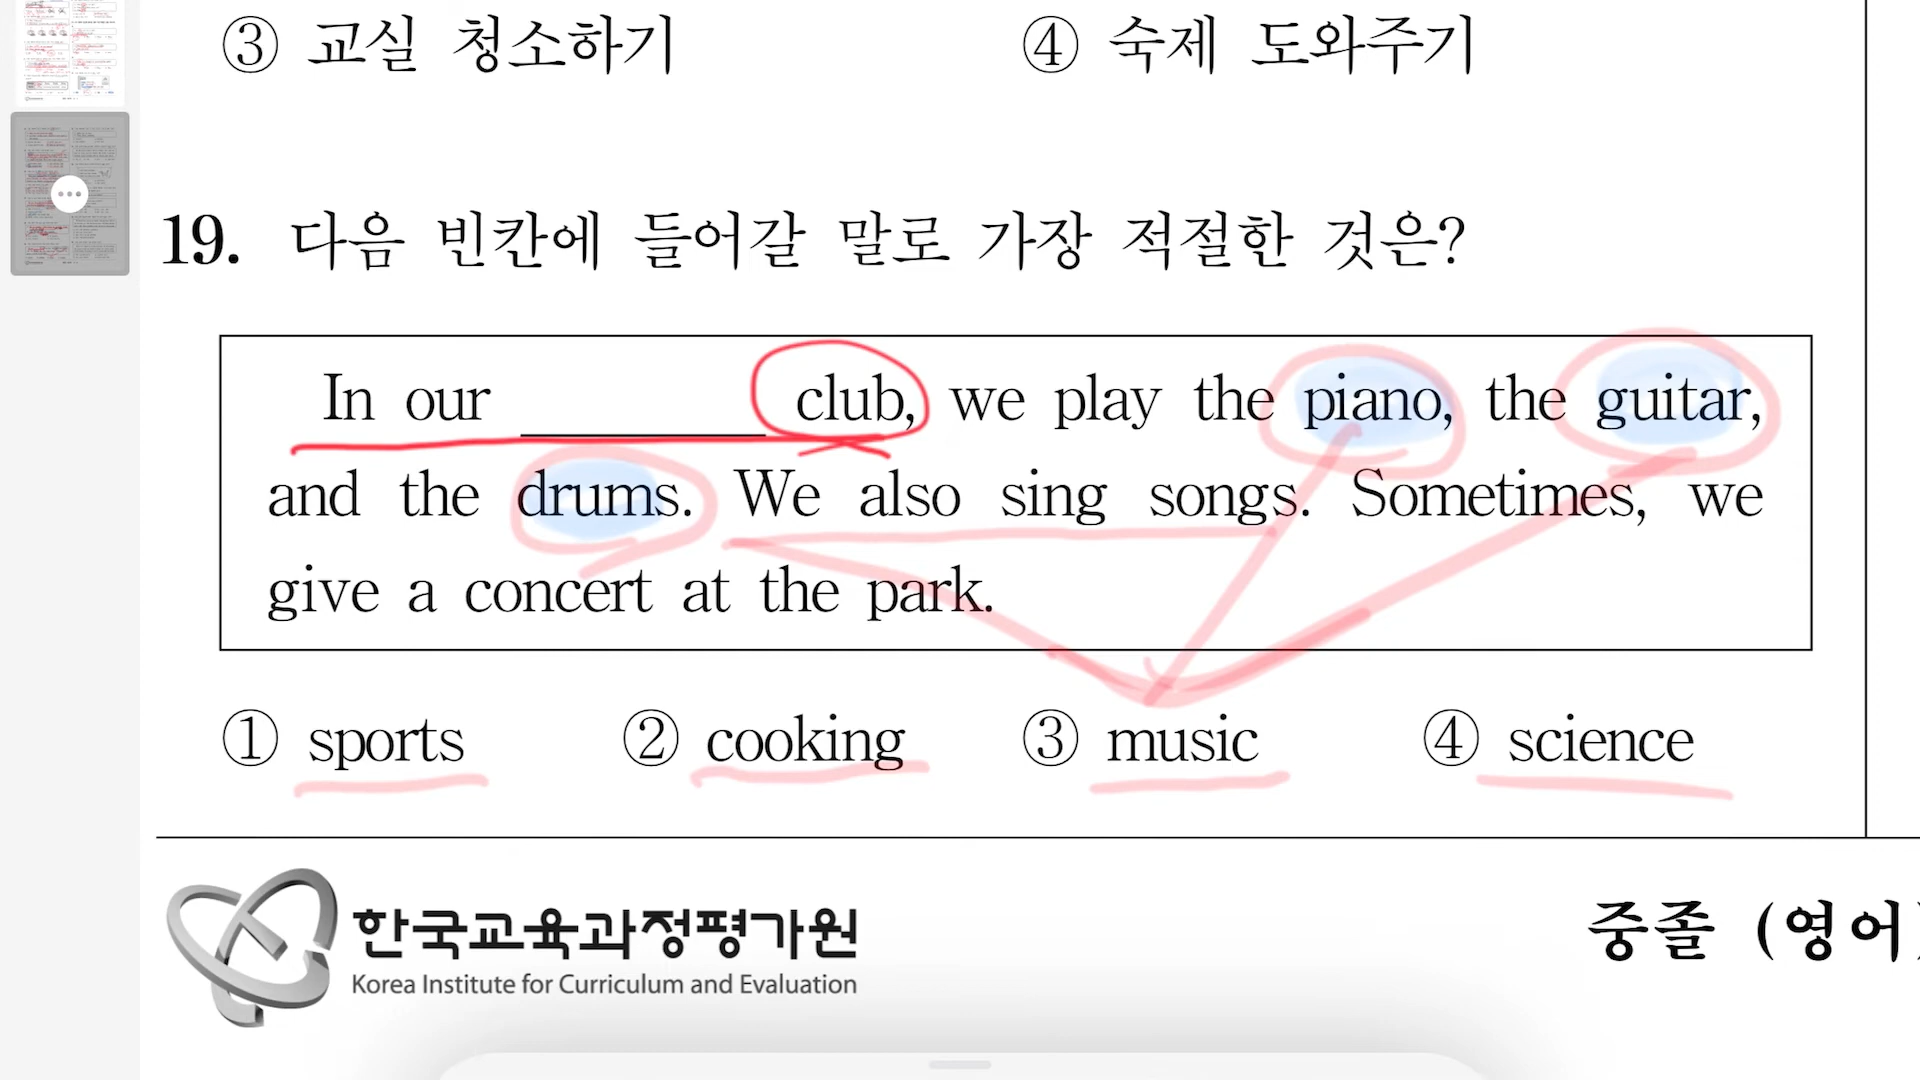 ③ 교실 청소하기 ④ 숙제 도와주기
19. 다음 빈칸에 들어갈 말로 가장 적절한 것은?
In our ________ club, we play the piano, the guitar,
and the drums. We also sing songs. Sometimes, we
give a concert at the park.
① sports ② cooking ③ music ④ science
한국교육과정평가원
Korea Institute for Curriculum and Evaluation
중졸 (영어)